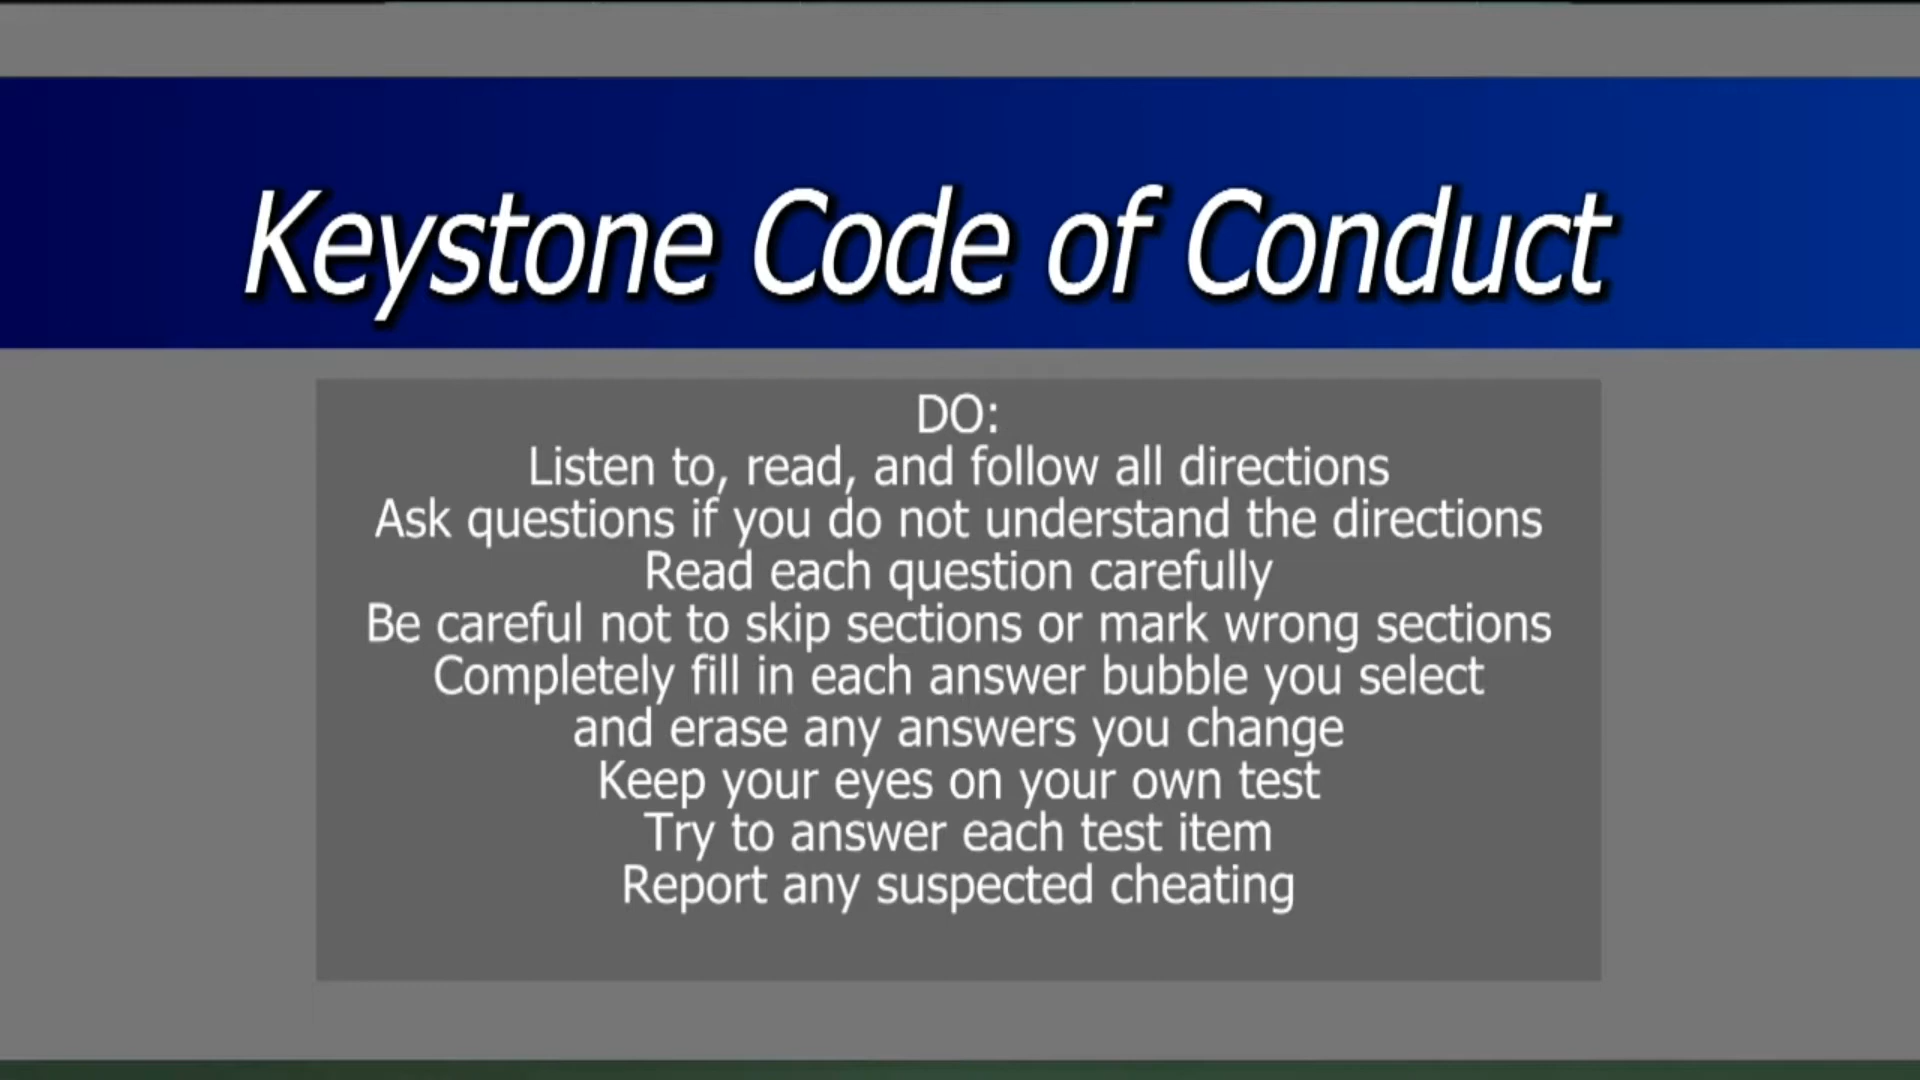 Keystone Code of Conduct
DO:
Listen to, read, and follow all directions
Ask questions if you do not understand the directions
Read each question carefully
Be careful not to skip sections or mark wrong sections
Completely fill in each answer bubble you select
and erase any answers you change
Keep your eyes on your own test
Try to answer each test item
Report any suspected cheating